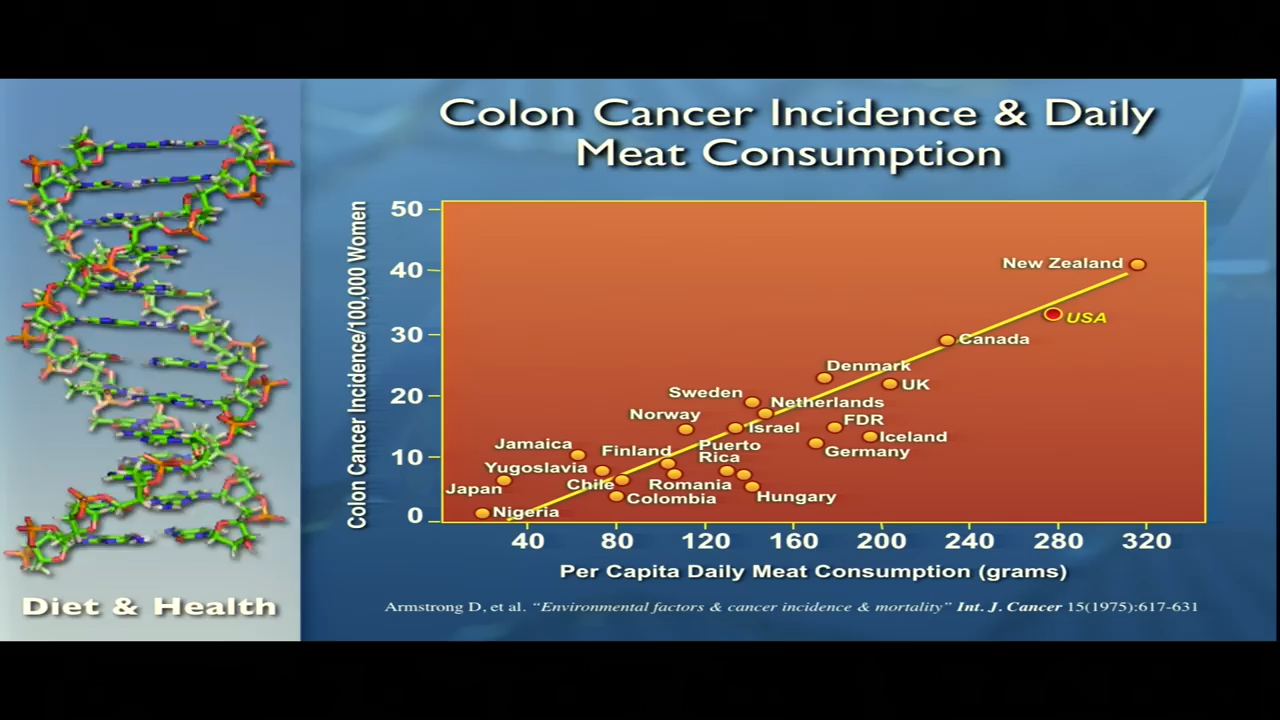 Colon Cancer Incidence & Daily
Meat Consumption
Colon Cancer Incidence/100,000 Women
50
40
30
20
10
0
New Zealand
USA
Canada
Denmark
UK
Sweden
Netherlands
Norway
FDR
Israel
Iceland
Jamaica
Finland
Puerto
Rica
Germany
Yugoslavia
Chile
Romania
Japan
Colombia
Hungary
Nigeria
40 80 120 160 200 240 280 320
Per Capita Daily Meat Consumption (grams)
Diet & Health
Armstrong D, et al. “Environmental factors & cancer incidence & mortality” Int. J. Cancer 15(1975):617-631